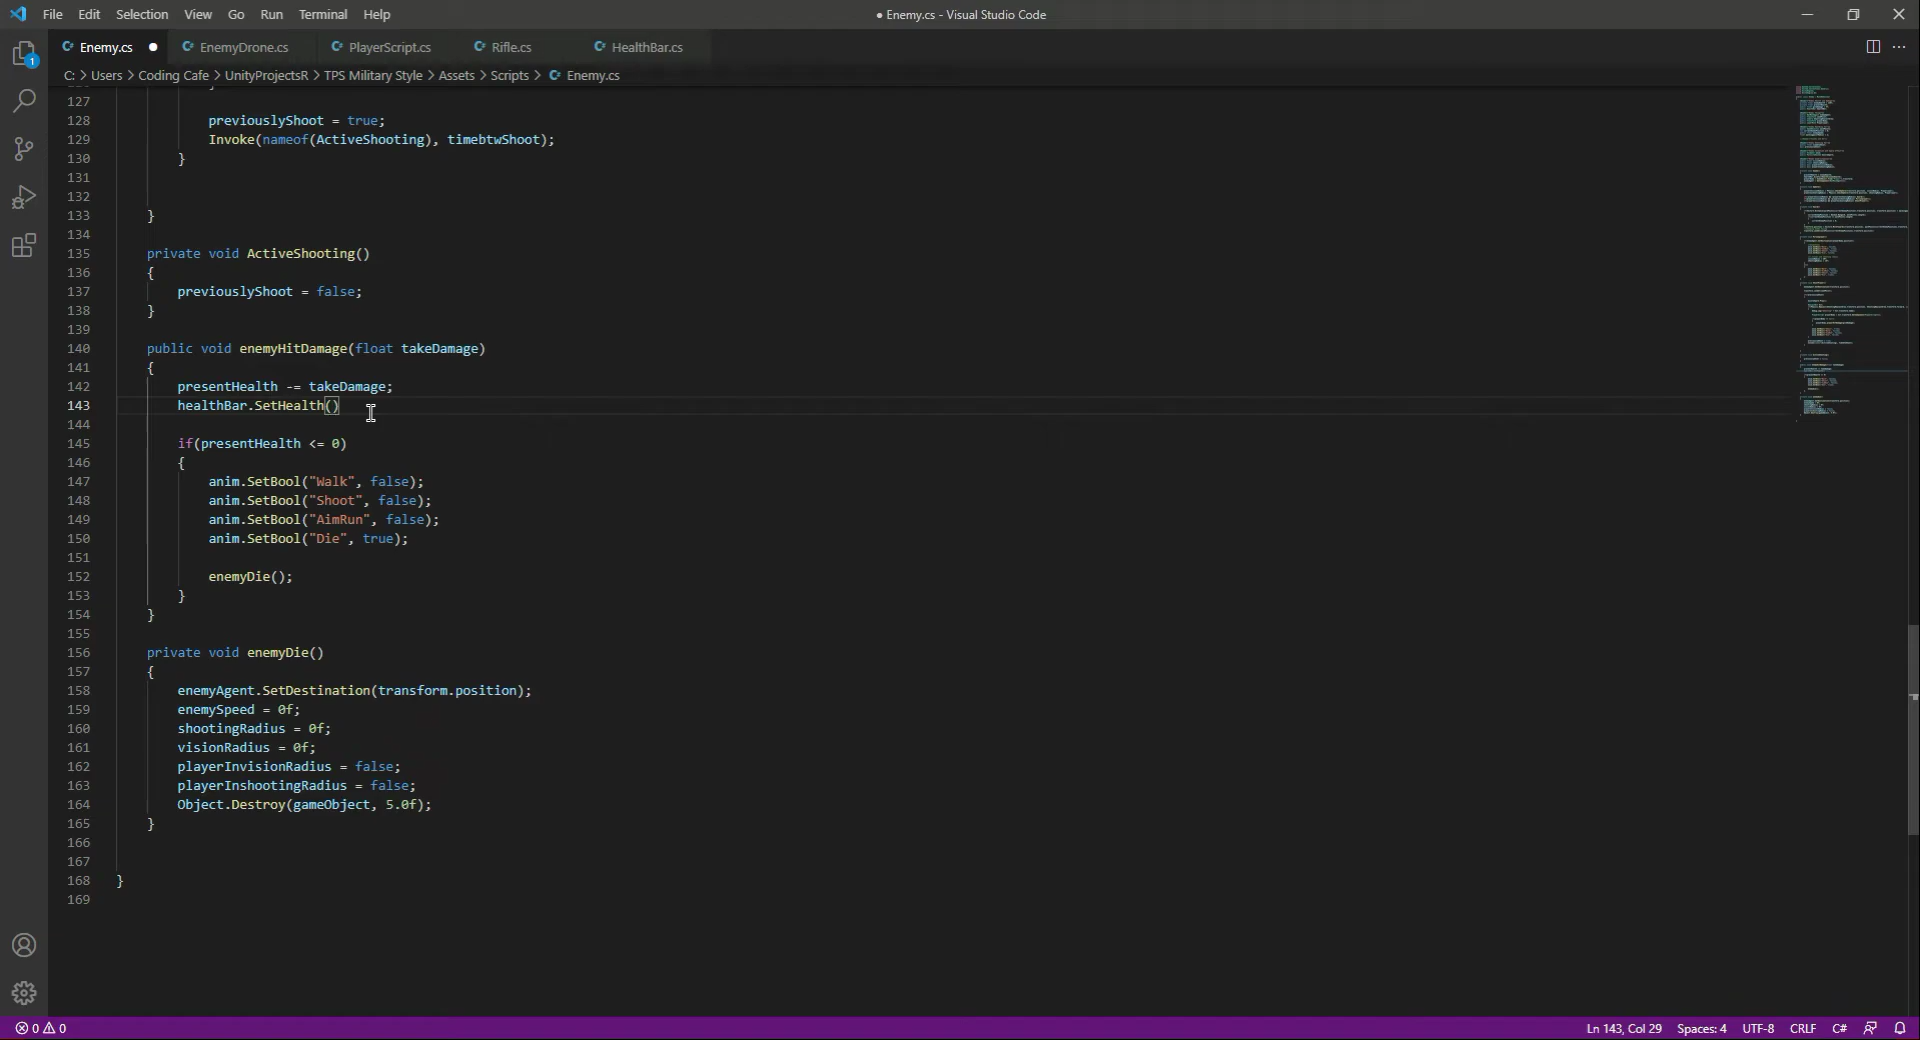 File Edit Selection View Go Run Terminal Help
● Enemy.cs - Visual Studio Code
Enemy.cs EnemyDrone.cs PlayerScript.cs Rifle.cs HealthBar.cs
C: > Users > Coding Cafe > UnityProjectsR > TPS Military Style > Assets > Scripts > Enemy.cs
1
127
128 previouslyShoot = true;
129 Invoke(nameof(ActiveShooting), timebtwShoot);
130 }
131
132
133 }
134
135 private void ActiveShooting()
136 {
137 previouslyShoot = false;
138 }
139
140 public void enemyHitDamage(float takeDamage)
141 {
142 presentHealth -= takeDamage;
143 healthBar.SetHealth()
144
145 if(presentHealth <= 0)
146 {
147 anim.SetBool("Walk", false);
148 anim.SetBool("Shoot", false);
149 anim.SetBool("AimRun", false);
150 anim.SetBool("Die", true);
151
152 enemyDie();
153 }
154 }
155
156 private void enemyDie()
157 {
158 enemyAgent.SetDestination(transform.position);
159 enemySpeed = 0f;
160 shootingRadius = 0f;
161 visionRadius = 0f;
162 playerInvisionRadius = false;
163 playerInshootingRadius = false;
164 Object.Destroy(gameObject, 5.0f);
165 }
166
167
168 }
169
0 0 Ln 143, Col 29 Spaces: 4 UTF-8 CRLF C#